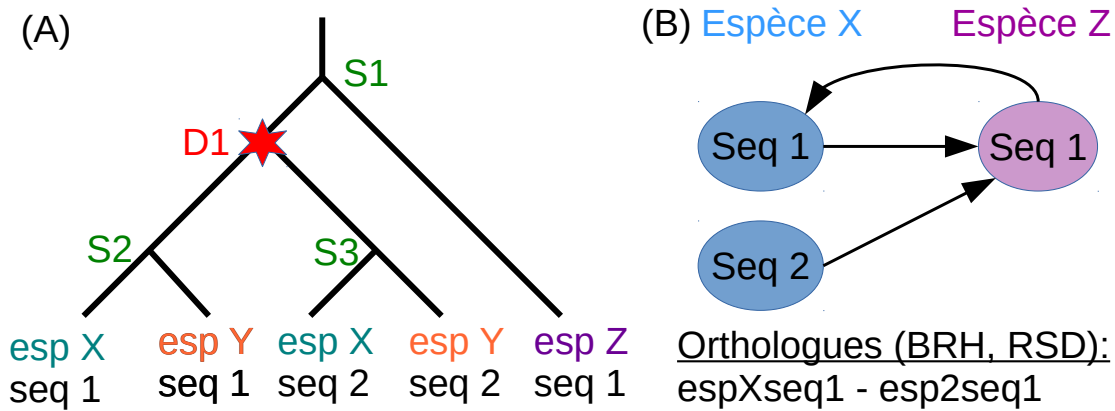 (A)
S1
D1
S2
S3
esp X
seq 1
esp Y
seq 1
esp X
seq 2
esp Y
seq 2
esp Z
seq 1
(B) Espèce X Espèce Z
Seq 1
Seq 1
Seq 2
Orthologues (BRH, RSD):
espXseq1 - esp2seq1